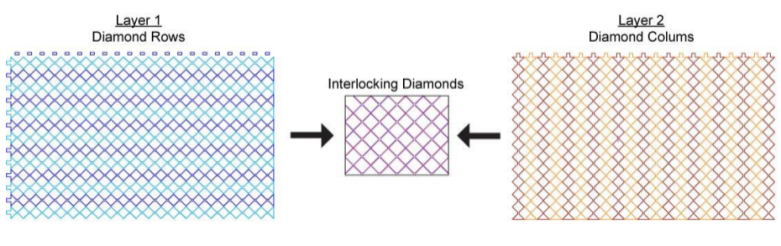 Layer 1
Diamond Rows
Interlocking Diamonds
Layer 2
Diamond Colums